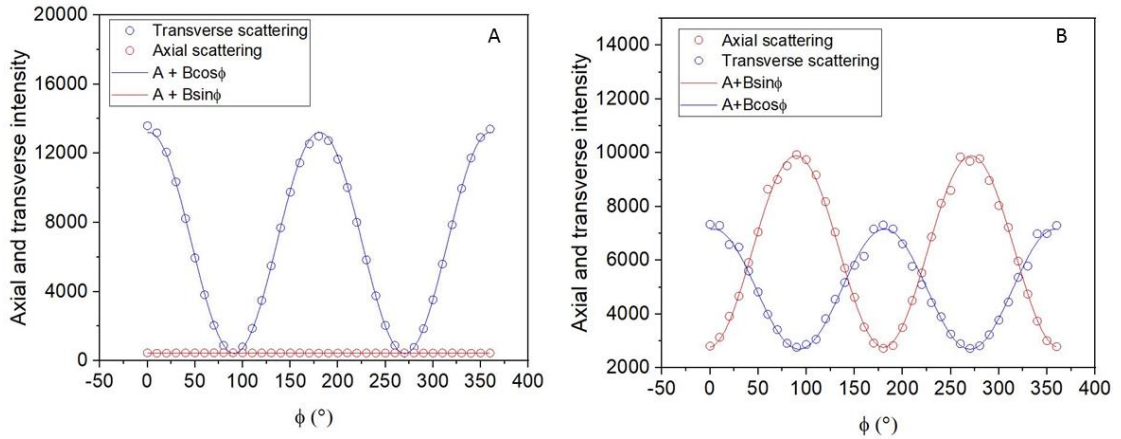 A
Axial and transverse intensity
20000
16000
12000
8000
4000
0
Transverse scattering
Axial scattering
A + Bcosϕ
A + Bsinϕ
-50 0 50 100 150 200 250 300 350 400
ϕ (°)
B
Axial and transverse intensity
14000
12000
10000
8000
6000
4000
2000
Axial scattering
Transverse scattering
A+Bsinϕ
A+Bcosϕ
-50 0 50 100 150 200 250 300 350 400
ϕ (°)